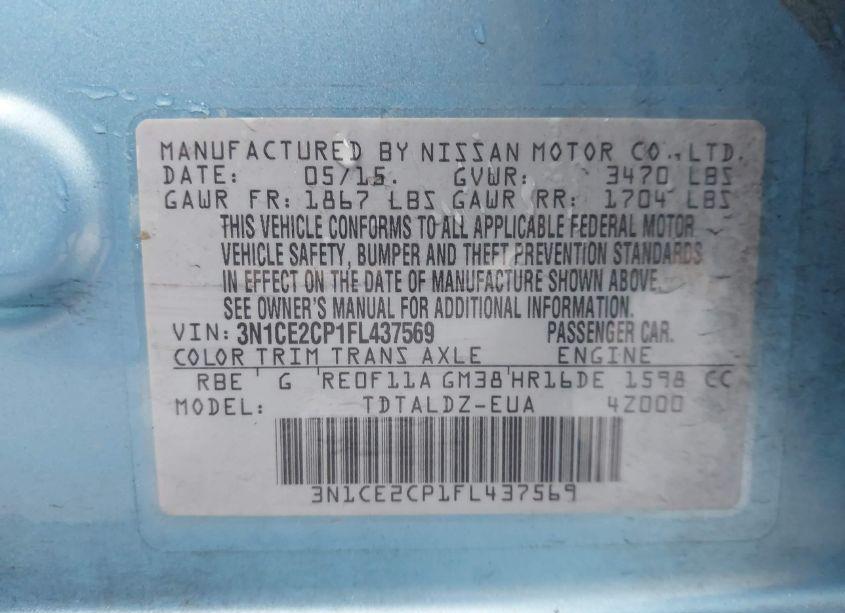 MANUFACTURED BY NISSAN MOTOR CO., LTD.
DATE: 05/15. GVWR: 3470 LBS
GAWR FR: 1867 LBS GAWR RR: 1704 LBS
THIS VEHICLE CONFORMS TO ALL APPLICABLE FEDERAL MOTOR
VEHICLE SAFETY, BUMPER AND THEFT PREVENTION STANDARDS
IN EFFECT ON THE DATE OF MANUFACTURE SHOWN ABOVE.
SEE OWNER'S MANUAL FOR ADDITIONAL INFORMATION.
VIN: 3N1CE2CP1FL437569 PASSENGER CAR.
COLOR TRIM TRANS AXLE ENGINE
RBE G RE0F11A GM38 HR16DE 1598 CC
MODEL: TDTALDZ-EUA 4Z000
3N1CE2CP1FL437569